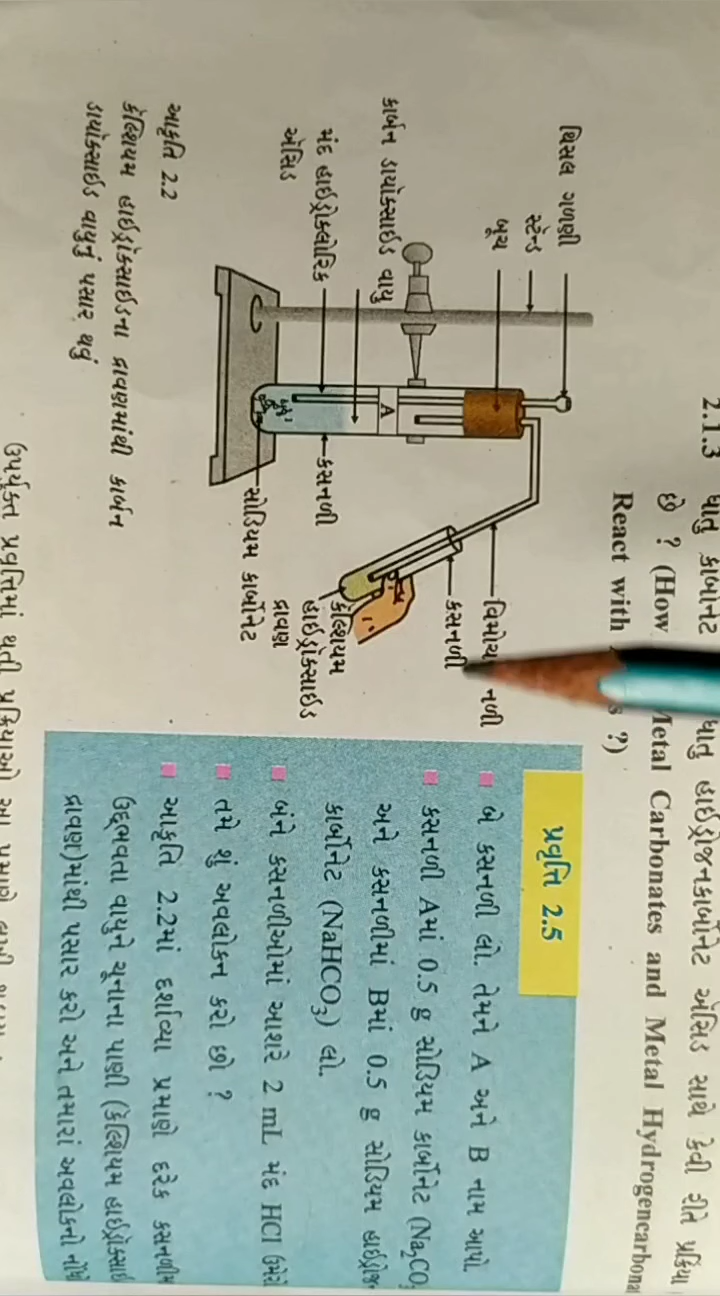 2.1.3 ધાતુ કાર્બોનેટ ધાતુ હાઇડ્રોજનકાર્બોનેટ ઍસિડ સાથે કેવી રીતે પ્રક્રિયા
છે ? (How Metal Carbonates and Metal Hydrogencarbona
React with ?)
થિસલ ગળણી
સ્ટેન્ડ
બૂચ
કાર્બન ડાયૉક્સાઇડ વાયુ
મંદ હાઇડ્રોક્લોરિક
ઍસિડ
નળી
કસનળી
કસનળી
કૅલ્શિયમ
હાઇડ્રોક્સાઇડ
દ્રાવણ
સોડિયમ કાર્બોનેટ
A
આકૃતિ 2.2
કૅલ્શિયમ હાઇડ્રોક્સાઇડના દ્રાવણમાંથી કાર્બન
ડાયૉક્સાઇડ વાયુનું પસાર થવું
પ્રવૃત્તિ 2.5
બે કસનળી લો. તેમને A અને B નામ આપો.
કસનળી Aમાં 0.5 g સોડિયમ કાર્બોનેટ (Na₂CO₃
અને કસનળીમાં Bમાં 0.5 g સોડિયમ હાઇડ્રોજ
કાર્બોનેટ (NaHCO₃) લો.
બંને કસનળીઓમાં આશરે 2 mL મંદ HCl ઉમેર
તમે શું અવલોકન કરો છો ?
આકૃતિ 2.2માં દર્શાવ્યા પ્રમાણે દરેક કસનળીમ
ઉદ્ભવતા વાયુને ચૂનાના પાણી (કૅલ્શિયમ હાઇડ્રોક્સાઇ
દ્રાવણ)માંથી પસાર કરો અને તમારાં અવલોકનો નોંધ
ઉપર્યુક્ત પ્રવૃત્તિમાં થતી પ્રક્રિયાઓ આ પ્રમાણે